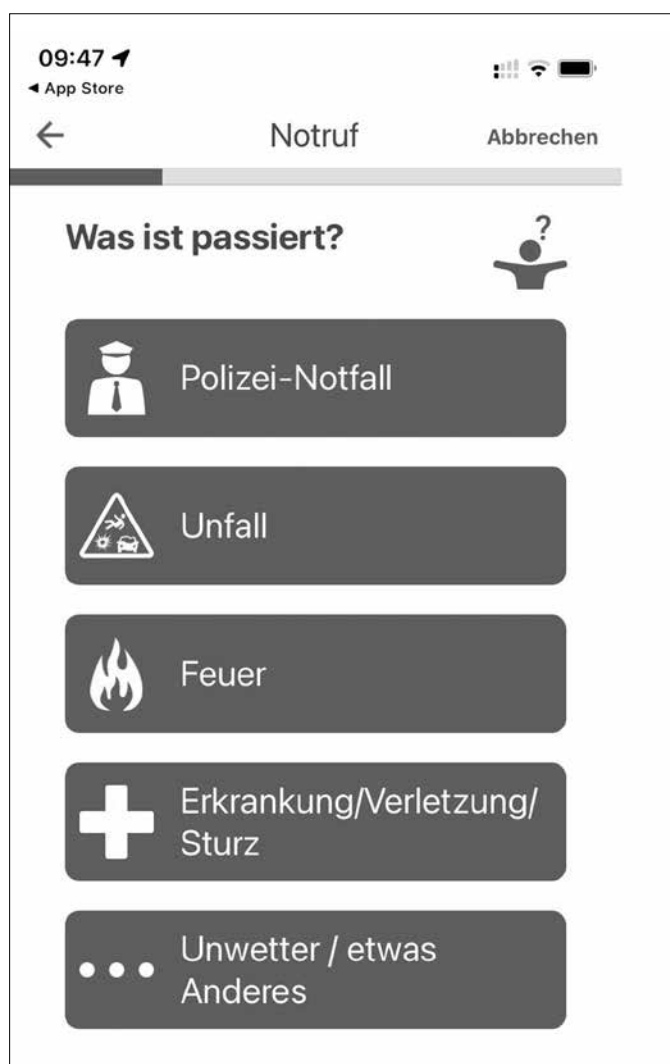 09:47
◀ App Store
Notruf
Abbrechen
Was ist passiert?
?
Polizei-Notfall
Unfall
Feuer
Erkrankung/Verletzung/
Sturz
Unwetter / etwas
Anderes